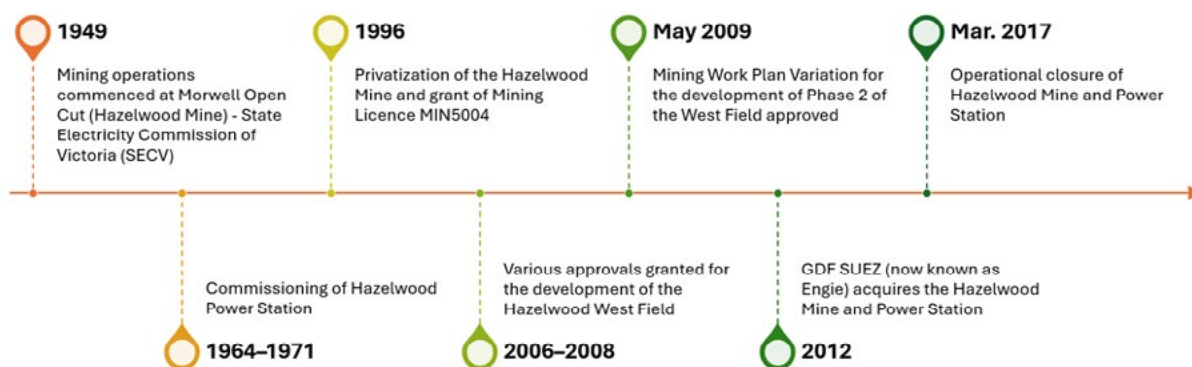 1949
Mining operations
commenced at Morwell Open
Cut (Hazelwood Mine) - State
Electricity Commission of
Victoria (SECV)
1996
Privatization of the Hazelwood
Mine and grant of Mining
Licence MIN5004
May 2009
Mining Work Plan Variation for
the development of Phase 2 of
the West Field approved
Mar. 2017
Operational closure of
Hazelwood Mine and Power
Station
Commissioning of Hazelwood
Power Station
1964–1971
Various approvals granted for
the development of the
Hazelwood West Field
2006–2008
GDF SUEZ (now known as
Engie) acquires the Hazelwood
Mine and Power Station
2012